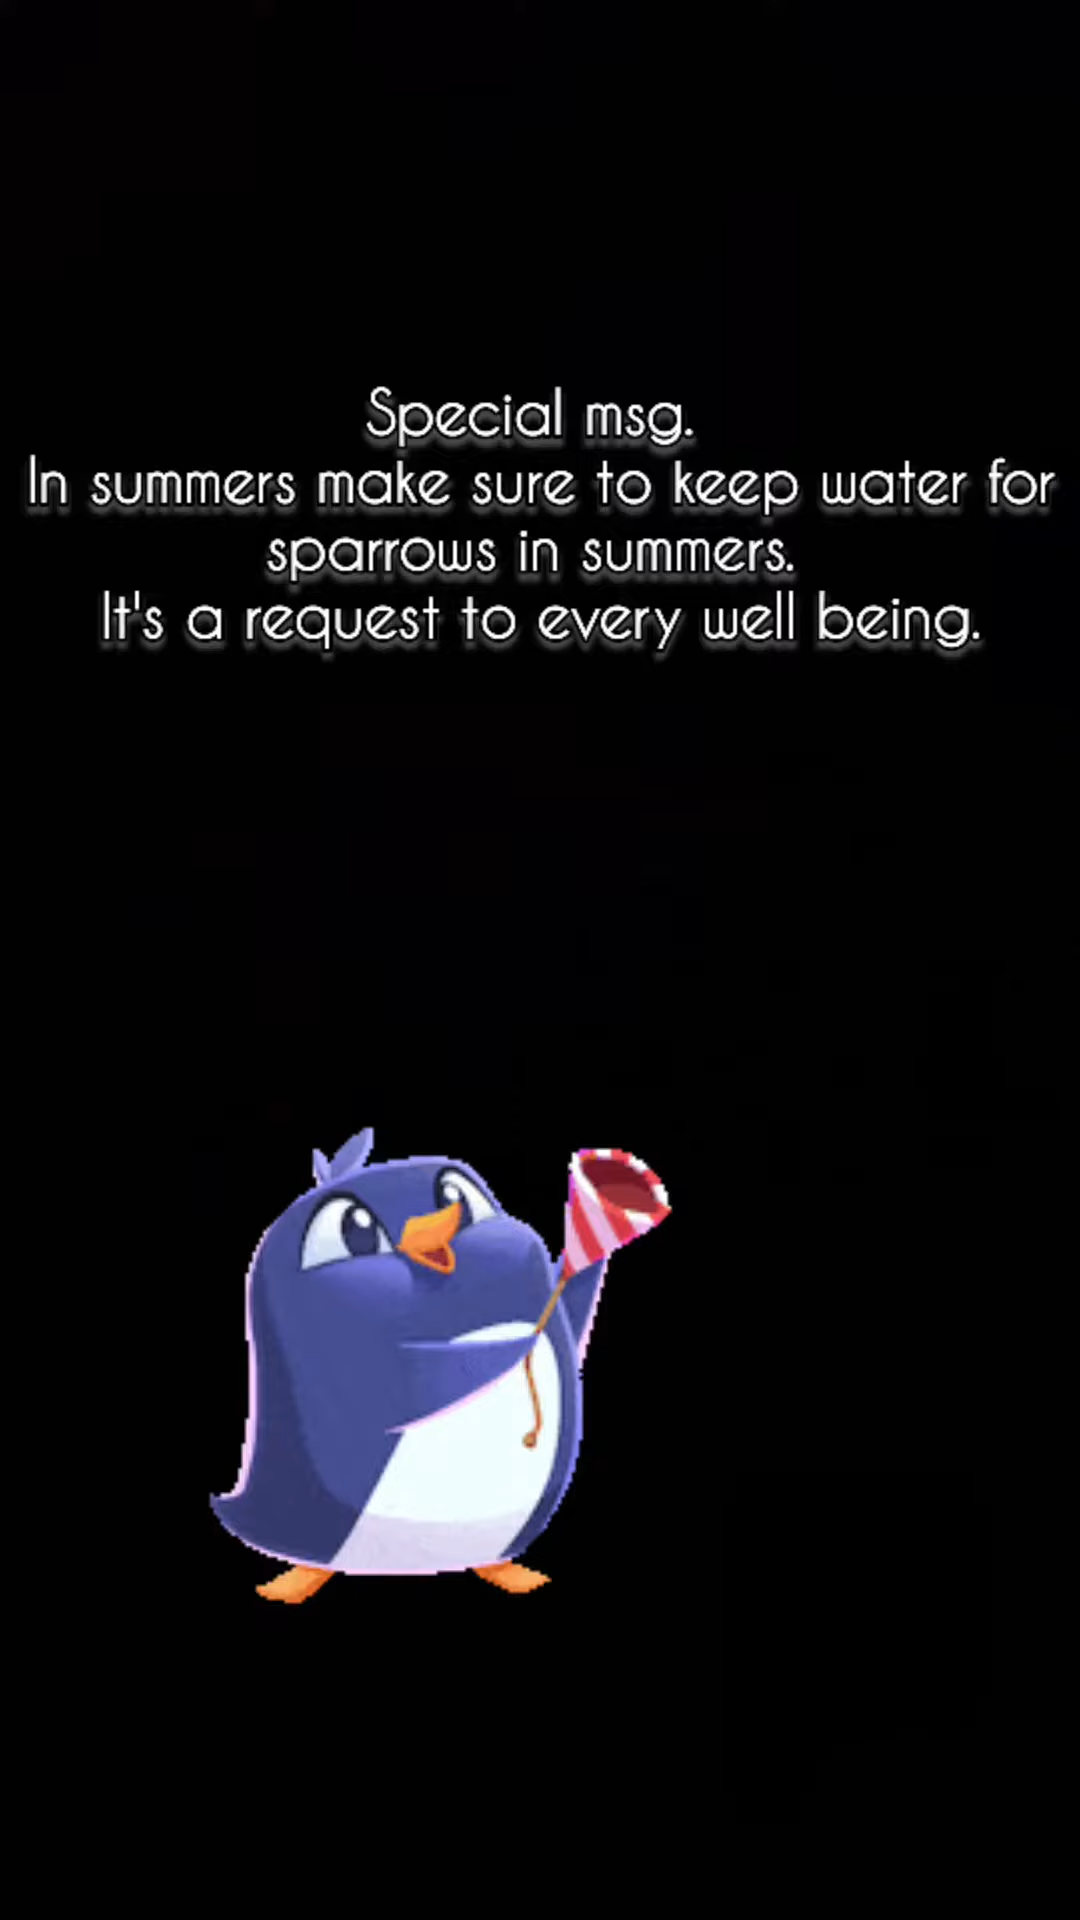 Special msg.
In summers make sure to keep water for
sparrows in summers.
It's a request to every well being.